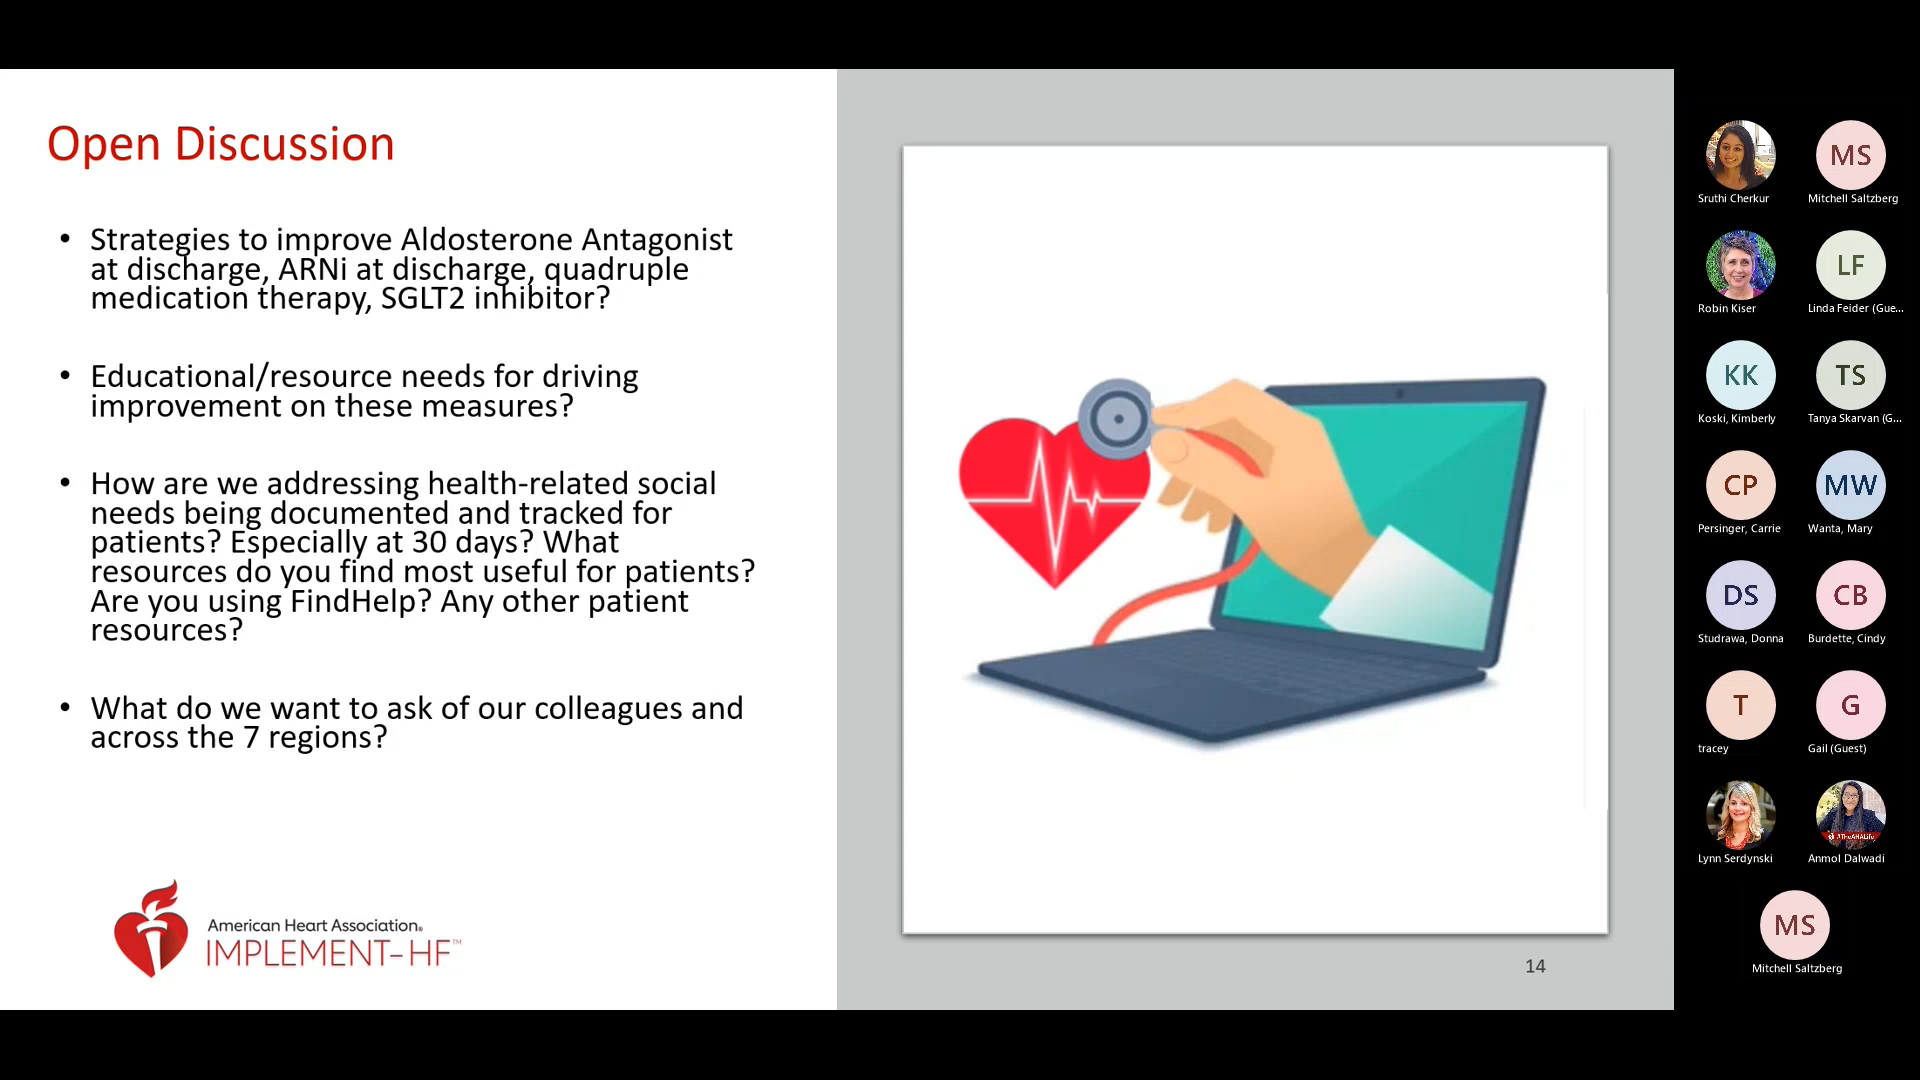 Open Discussion
• Strategies to improve Aldosterone Antagonist
at discharge, ARNi at discharge, quadruple
medication therapy, SGLT2 inhibitor?
• Educational/resource needs for driving
improvement on these measures?
• How are we addressing health-related social
needs being documented and tracked for
patients? Especially at 30 days? What
resources do you find most useful for patients?
Are you using FindHelp? Any other patient
resources?
• What do we want to ask of our colleagues and
across the 7 regions?
American Heart Association®
IMPLEMENT-HF™
14
Sruthi Cherkur
MS
Mitchell Saltzberg
Robin Kiser
LF
Linda Feider (Gue...
KK
Koski, Kimberly
TS
Tanya Skarvan (G...
CP
Persinger, Carrie
MW
Wanta, Mary
DS
Studrawa, Donna
CB
Burdette, Cindy
T
tracey
G
Gail (Guest)
Lynn Serdynski
#TheAHALife
Anmol Dalwadi
MS
Mitchell Saltzberg